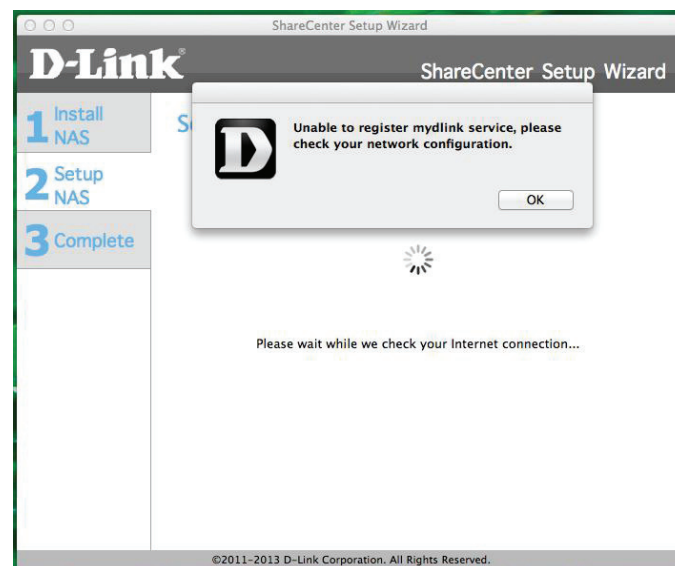 ShareCenter Setup Wizard
D-Link®
ShareCenter Setup Wizard
1 Install
NAS
2 Setup
NAS
3 Complete
S
D
Unable to register mydlink service, please
check your network configuration.
OK
Please wait while we check your Internet connection...
©2011-2013 D-Link Corporation. All Rights Reserved.